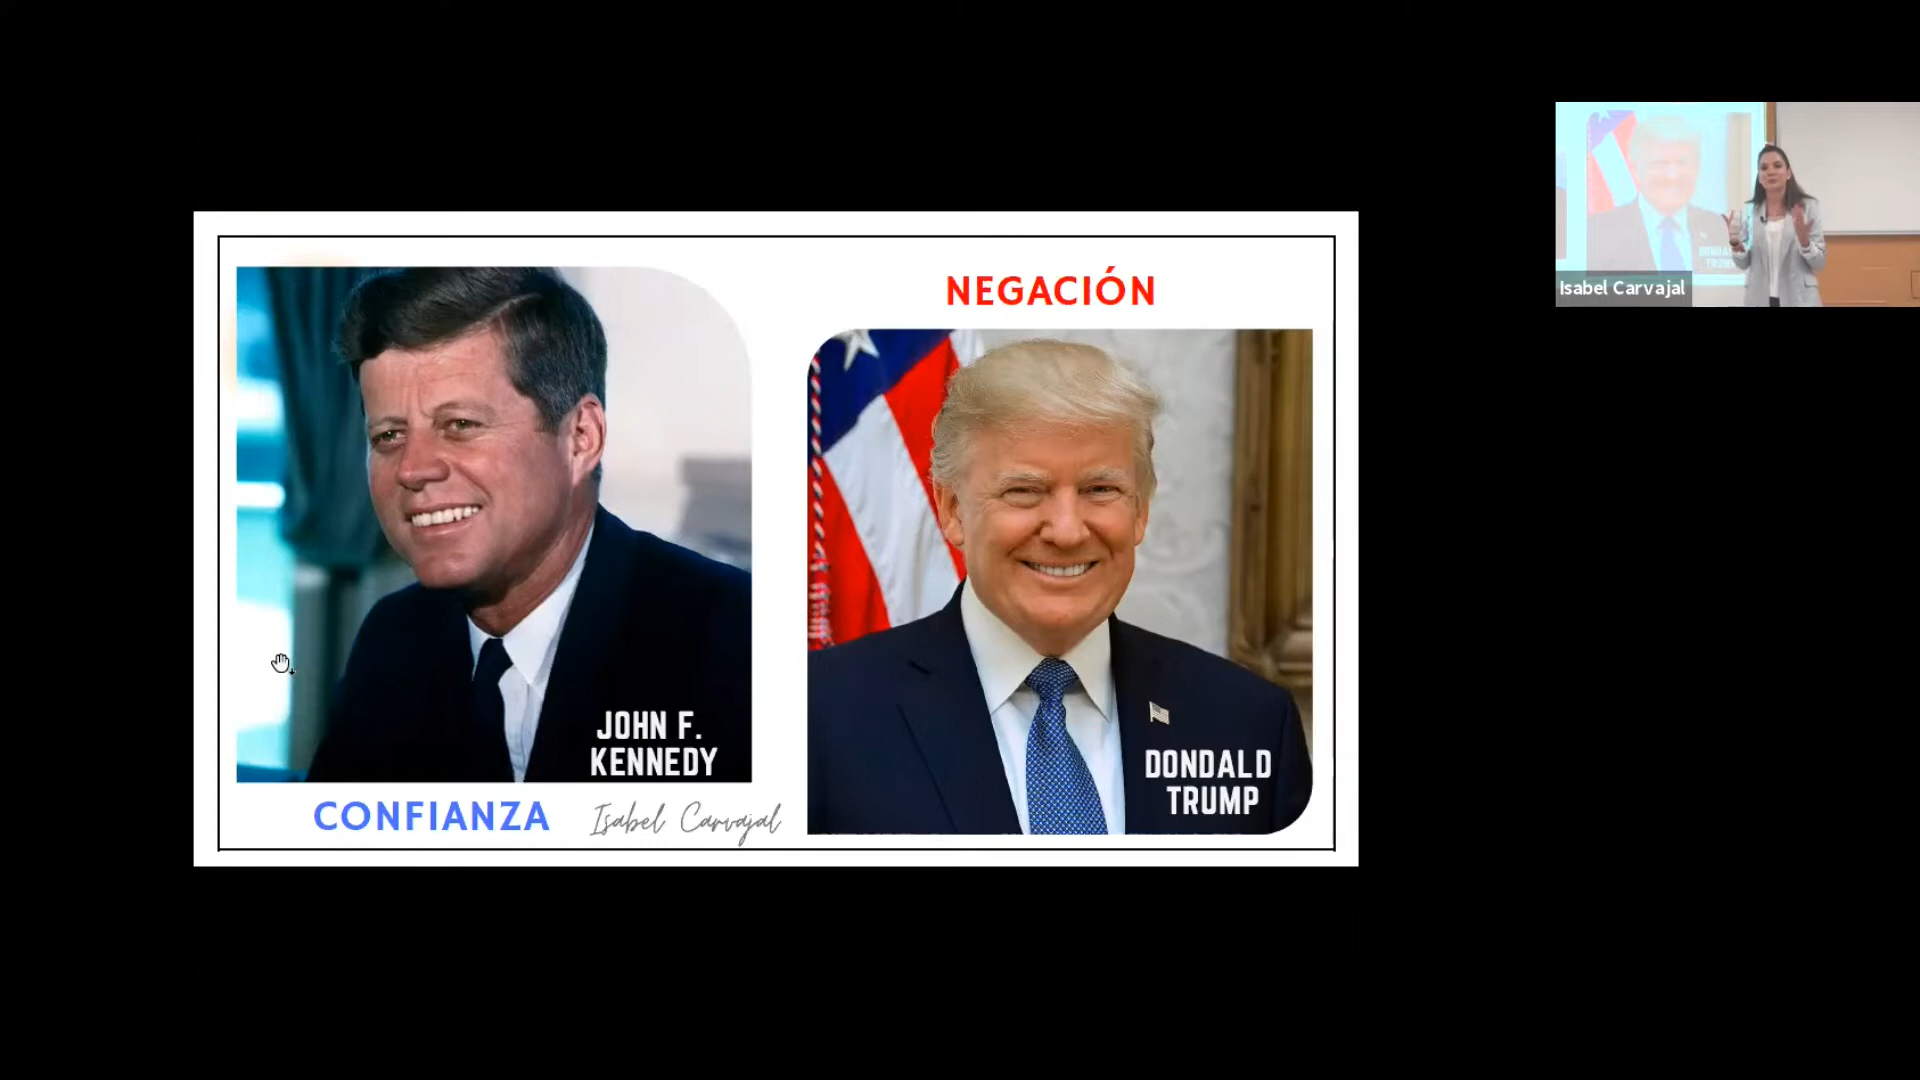 NEGACIÓN
JOHN F.
KENNEDY
DONDALD
TRUMP
CONFIANZA
Isabel Carvajal
Isabel Carvajal